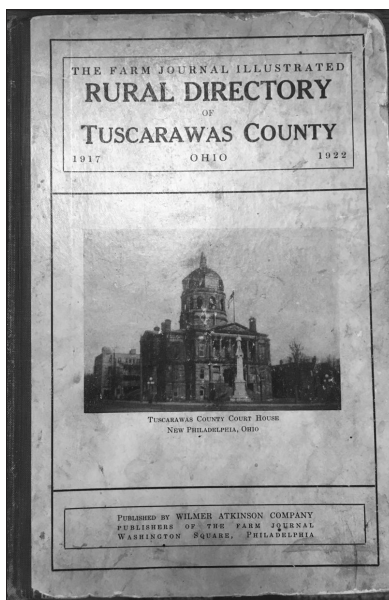 THE FARM JOURNAL ILLUSTRATED
RURAL DIRECTORY
OF
TUSCARAWAS COUNTY
1917 OHIO 1922
TUSCARAWAS COUNTY COURT HOUSE
NEW PHILADELPHIA, OHIO
PUBLISHED BY WILMER ATKINSON COMPANY
PUBLISHERS OF THE FARM JOURNAL
WASHINGTON SQUARE, PHILADELPHIA